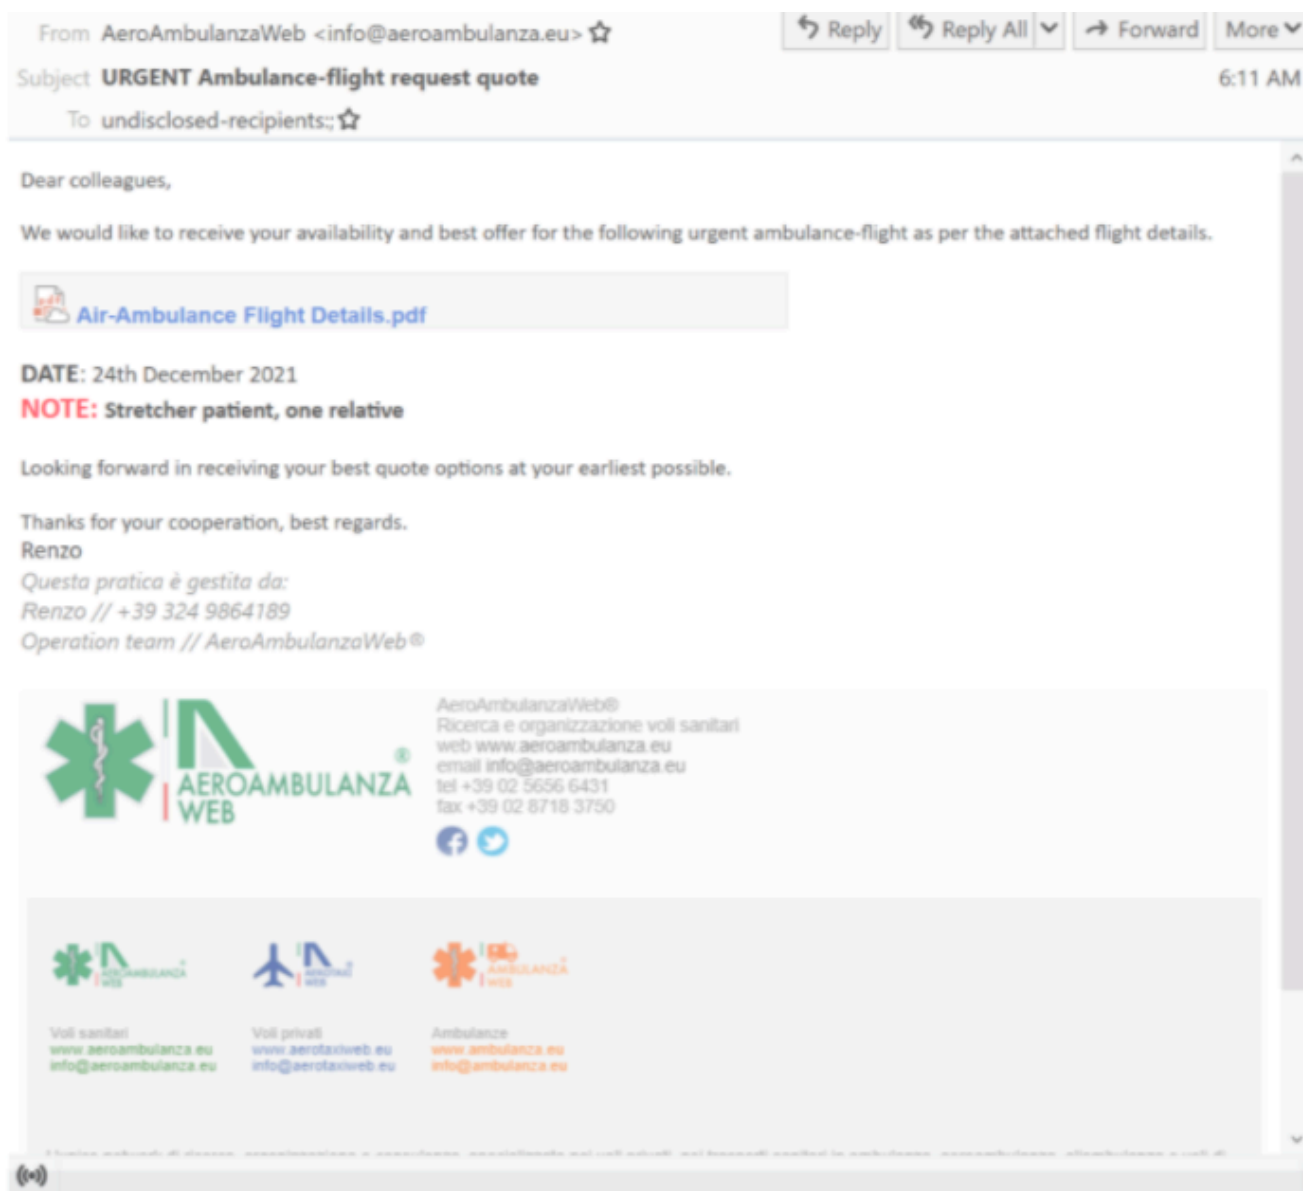 From AeroAmbulanzaWeb <info@aeroambulanza.eu>
Reply
Reply All
Forward
More
Subject URGENT Ambulance-flight request quote
6:11 AM
To undisclosed-recipients:;
Dear colleagues,
We would like to receive your availability and best offer for the following urgent ambulance-flight as per the attached flight details.
pdf
Air-Ambulance Flight Details.pdf
DATE: 24th December 2021
NOTE: Stretcher patient, one relative
Looking forward in receiving your best quote options at your earliest possible.
Thanks for your cooperation, best regards.
Renzo
Questa pratica è gestita da:
Renzo // +39 324 9864189
Operation team // AeroAmbulanzaWeb®
AEROAMBULANZA®
WEB
AeroAmbulanzaWeb®
Ricerca e organizzazione voli sanitari
web www.aeroambulanza.eu
email info@aeroambulanza.eu
tel +39 02 5656 6431
fax +39 02 8718 3750
AEROAMBULANZA
WEB
AEROTAXI
WEB
AMBULANZA
WEB
Voli sanitari
www.aeroambulanza.eu
info@aeroambulanza.eu
Voli privati
www.aerotaxiweb.eu
info@aerotaxiweb.eu
Ambulanze
www.ambulanza.eu
info@ambulanza.eu